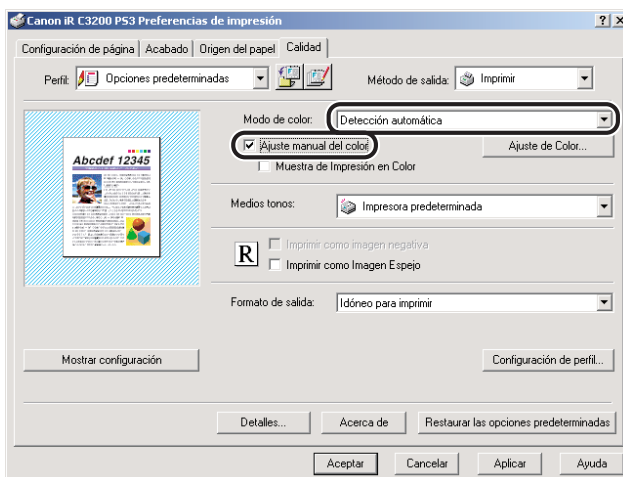 Canon iR C3200 PS3 Preferencias de impresión
Configuración de página Acabado Origen del papel Calidad
Perfil: Opciones predeterminadas Método de salida: Imprimir
Modo de color: Detección automática
Ajuste manual del color Ajuste de Color...
Muestra de Impresión en Color
Abcdef 12345
Medios tonos: Impresora predeterminada
R Imprimir como imagen negativa
Imprimir como Imagen Espejo
Formato de salida: Idóneo para imprimir
Mostrar configuración Configuración de perfil...
Detalles... Acerca de Restaurar las opciones predeterminadas
Aceptar Cancelar Aplicar Ayuda